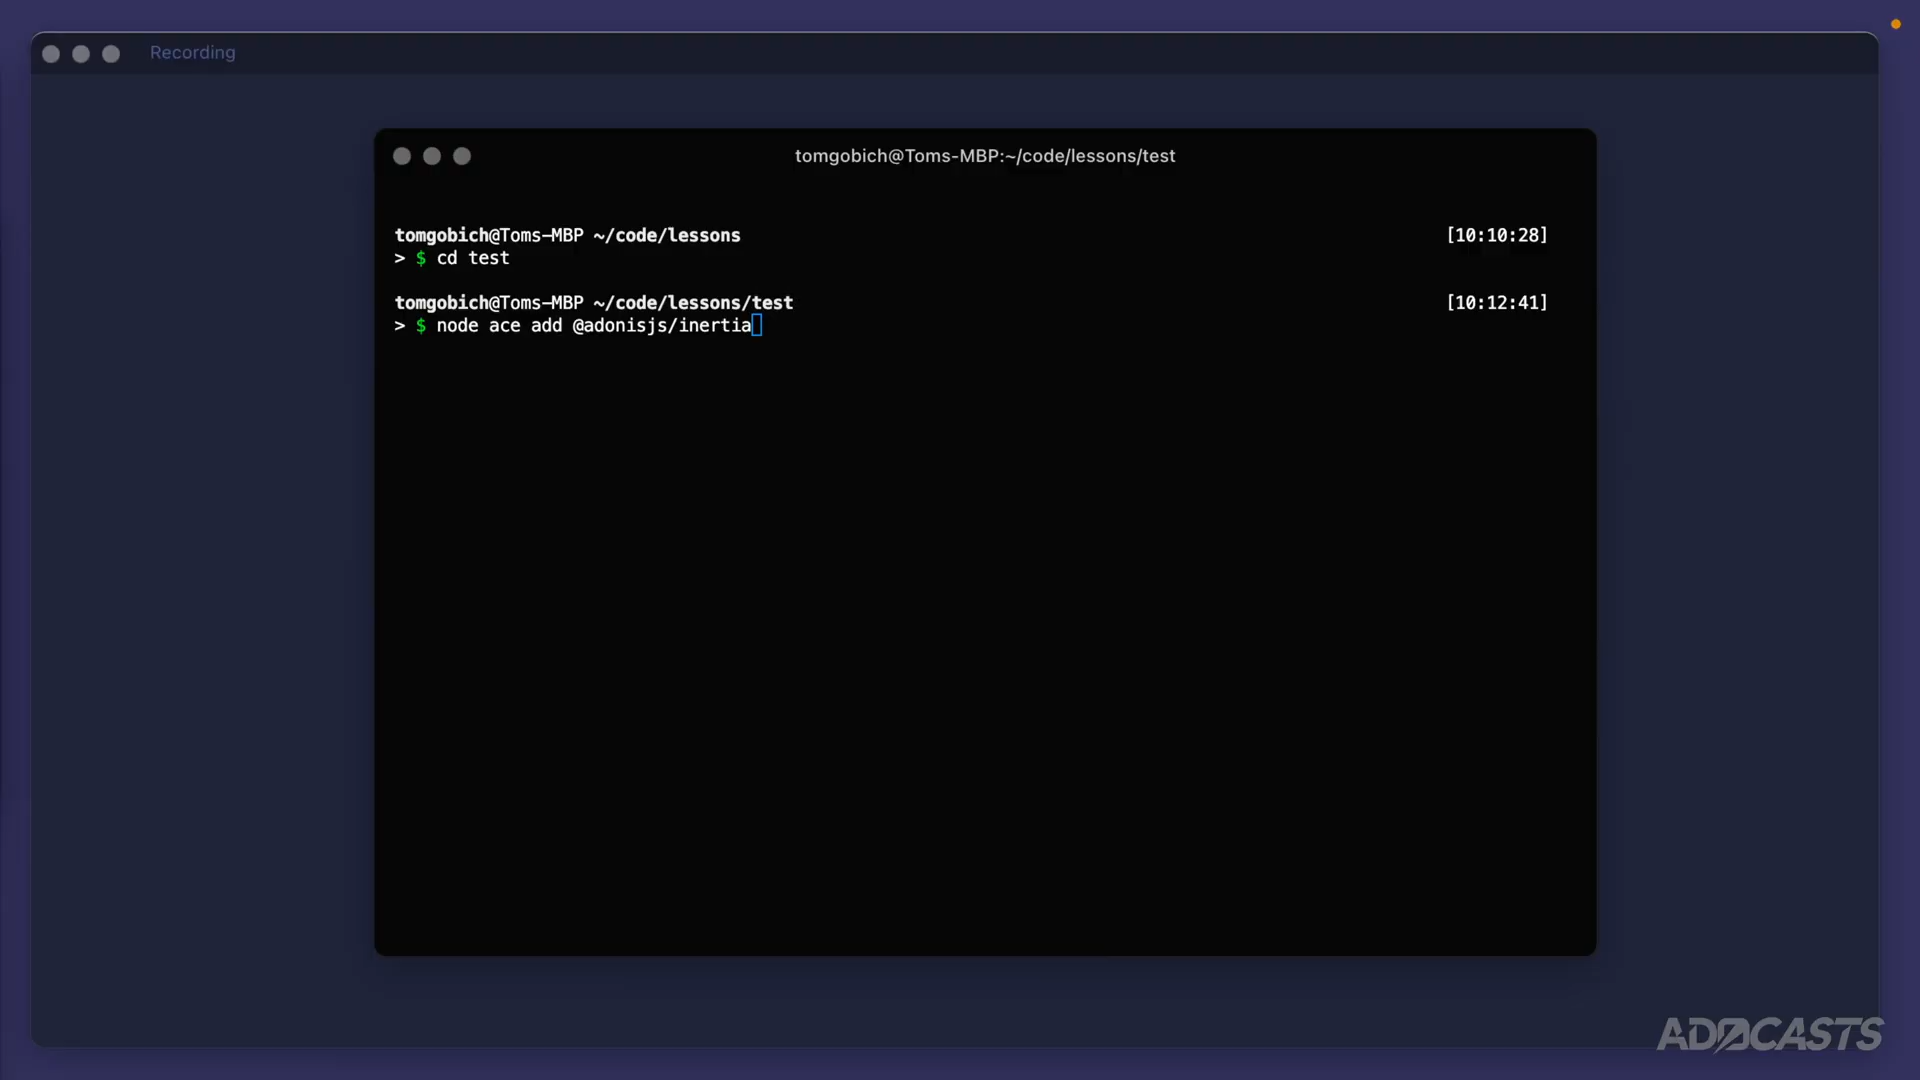 Recording
tomgobich@Toms-MBP:~/code/lessons/test
tomgobich@Toms-MBP ~/code/lessons [10:10:28]
> $ cd test
tomgobich@Toms-MBP ~/code/lessons/test [10:12:41]
> $ node ace add @adonisjs/inertia
ADOCASTS